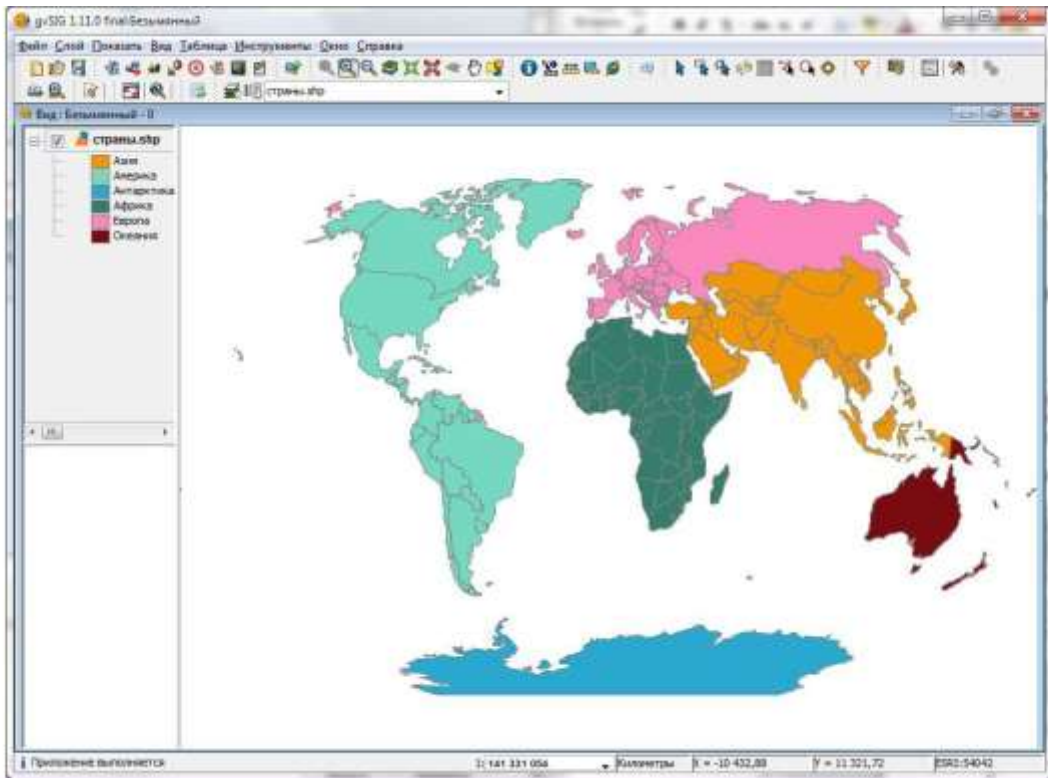 gvSIG 1.11.0 final:Безымянный
Файл Слой Показать Вид Таблица Инструменты Окно Справка
страны.shp
Вид : Безымянный - 0
страны.shp
Азия
Америка
Антарктика
Африка
Европа
Океания
Приложение выполняется
1: 141 331 056
Километры
X = -10 432,88
Y = 11 321,72
ESRI:54042